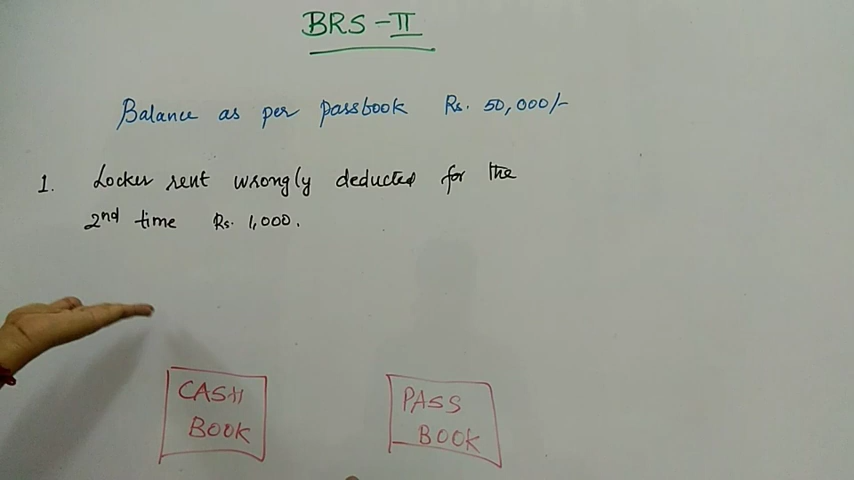 BRS - II
Balance as per passbook Rs. 50,000/-
1. Locker rent wrongly deducted for the
2nd time Rs. 1,000.
CASH
BOOK
PASS
BOOK